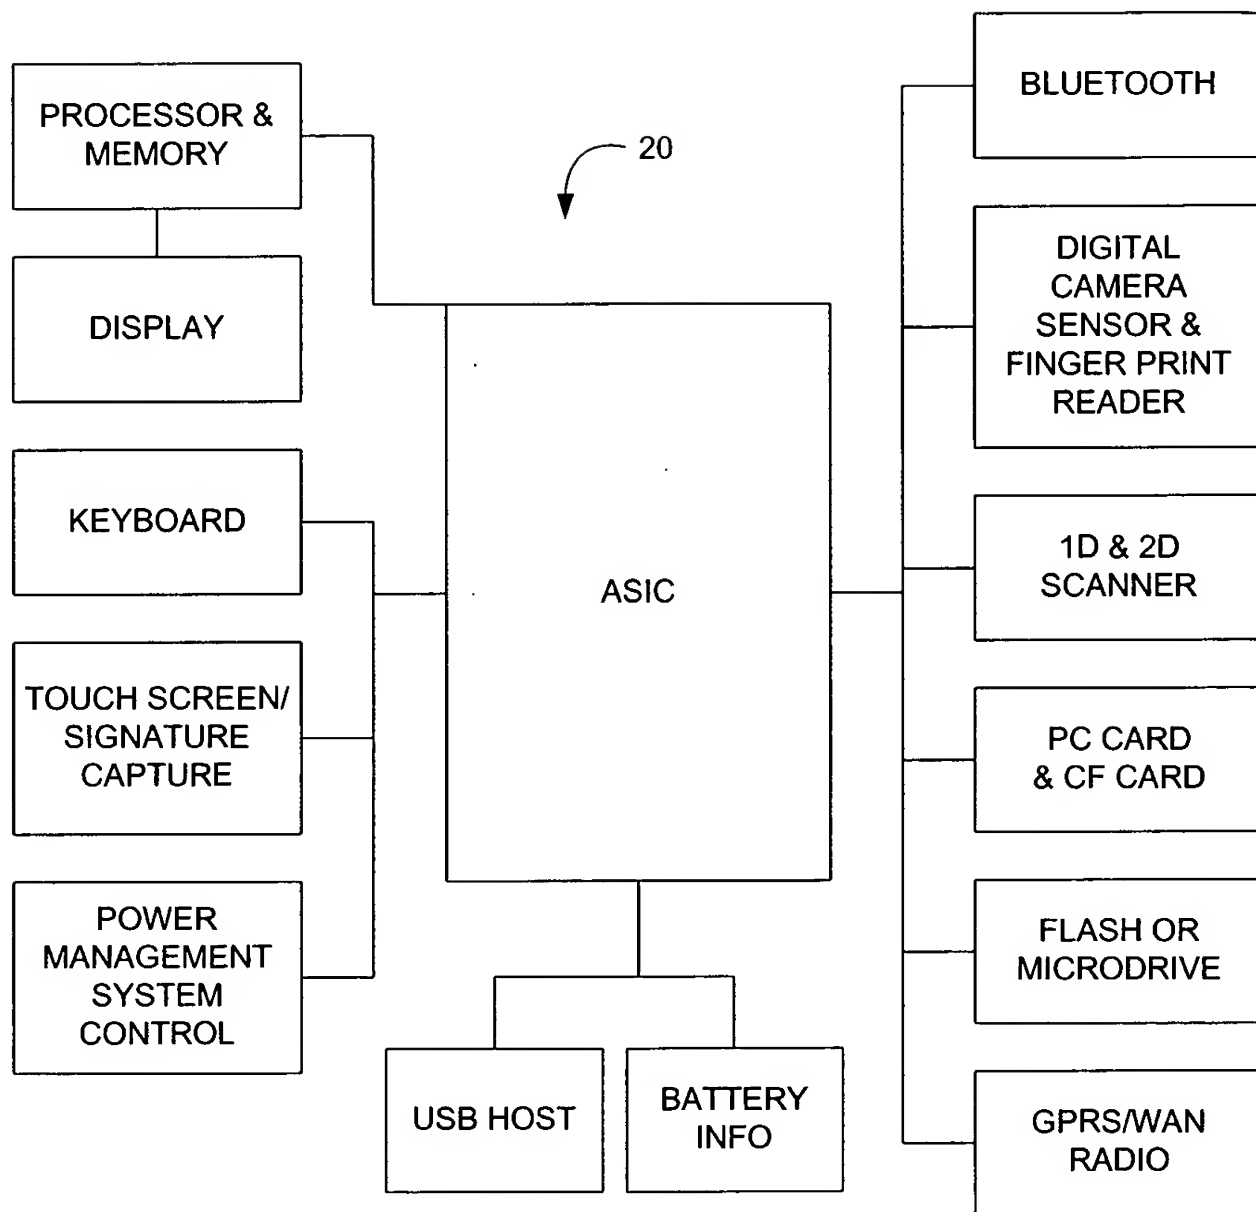 PROCESSOR &
MEMORY
DISPLAY
KEYBOARD
TOUCH SCREEN/
SIGNATURE
CAPTURE
POWER
MANAGEMENT
SYSTEM
CONTROL
20
ASIC
USB HOST
BATTERY
INFO
BLUETOOTH
DIGITAL
CAMERA
SENSOR &
FINGER PRINT
READER
1D & 2D
SCANNER
PC CARD
& CF CARD
FLASH OR
MICRODRIVE
GPRS/WAN
RADIO